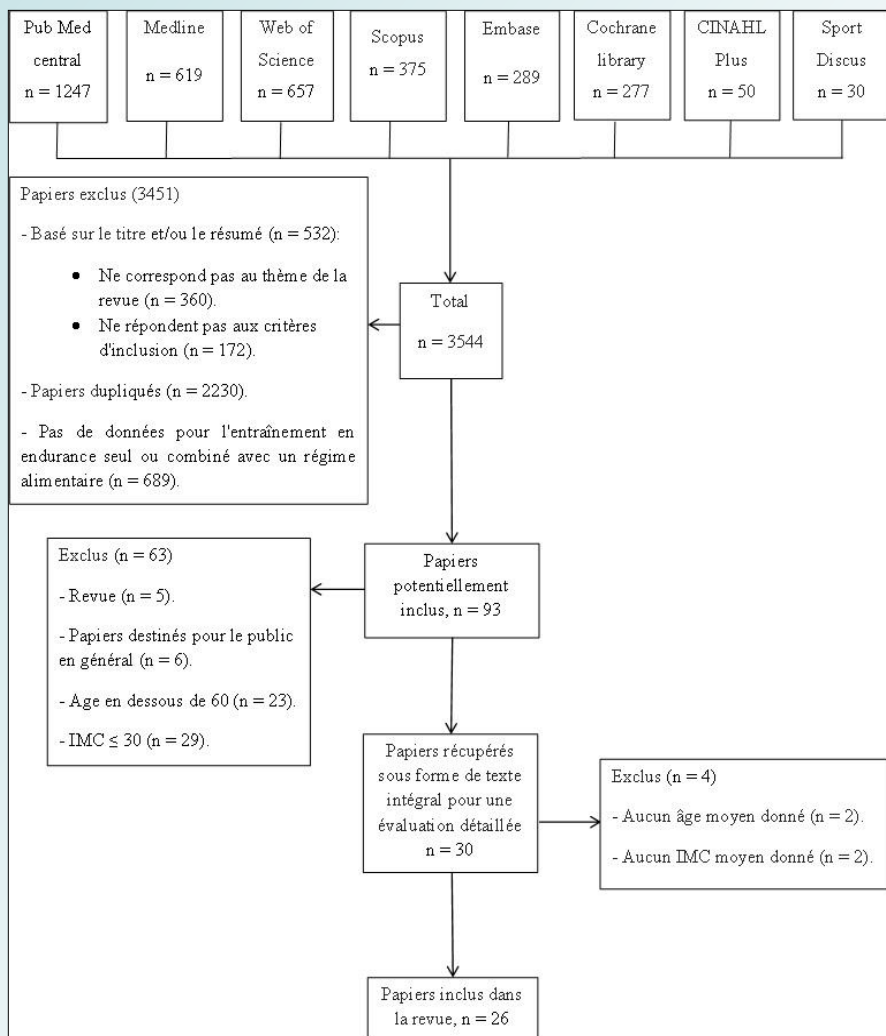 Pub Med
central
n = 1247
Medline
n = 619
Web of
Science
n = 657
Scopus
n = 375
Embase
n = 289
Cochrane
library
n = 277
CINAHL
Plus
n = 50
Sport
Discus
n = 30
Papiers exclus (3451)
- Basé sur le titre et/ou le résumé (n = 532):
• Ne correspond pas au thème de la
revue (n = 360).
• Ne répondent pas aux critères
d'inclusion (n = 172).
- Papiers dupliqués (n = 2230).
- Pas de données pour l'entraînement en
endurance seul ou combiné avec un régime
alimentaire (n = 689).
Total
n = 3544
Exclus (n = 63)
- Revue (n = 5).
- Papiers destinés pour le public
en général (n = 6).
- Age en dessous de 60 (n = 23).
- IMC ≤ 30 (n = 29).
Papiers
potentiellement
inclus, n = 93
Papiers récupérés
sous forme de texte
intégral pour une
évaluation détaillée
n = 30
Exclus (n = 4)
- Aucun âge moyen donné (n = 2).
- Aucun IMC moyen donné (n = 2).
Papiers inclus dans
la revue, n = 26